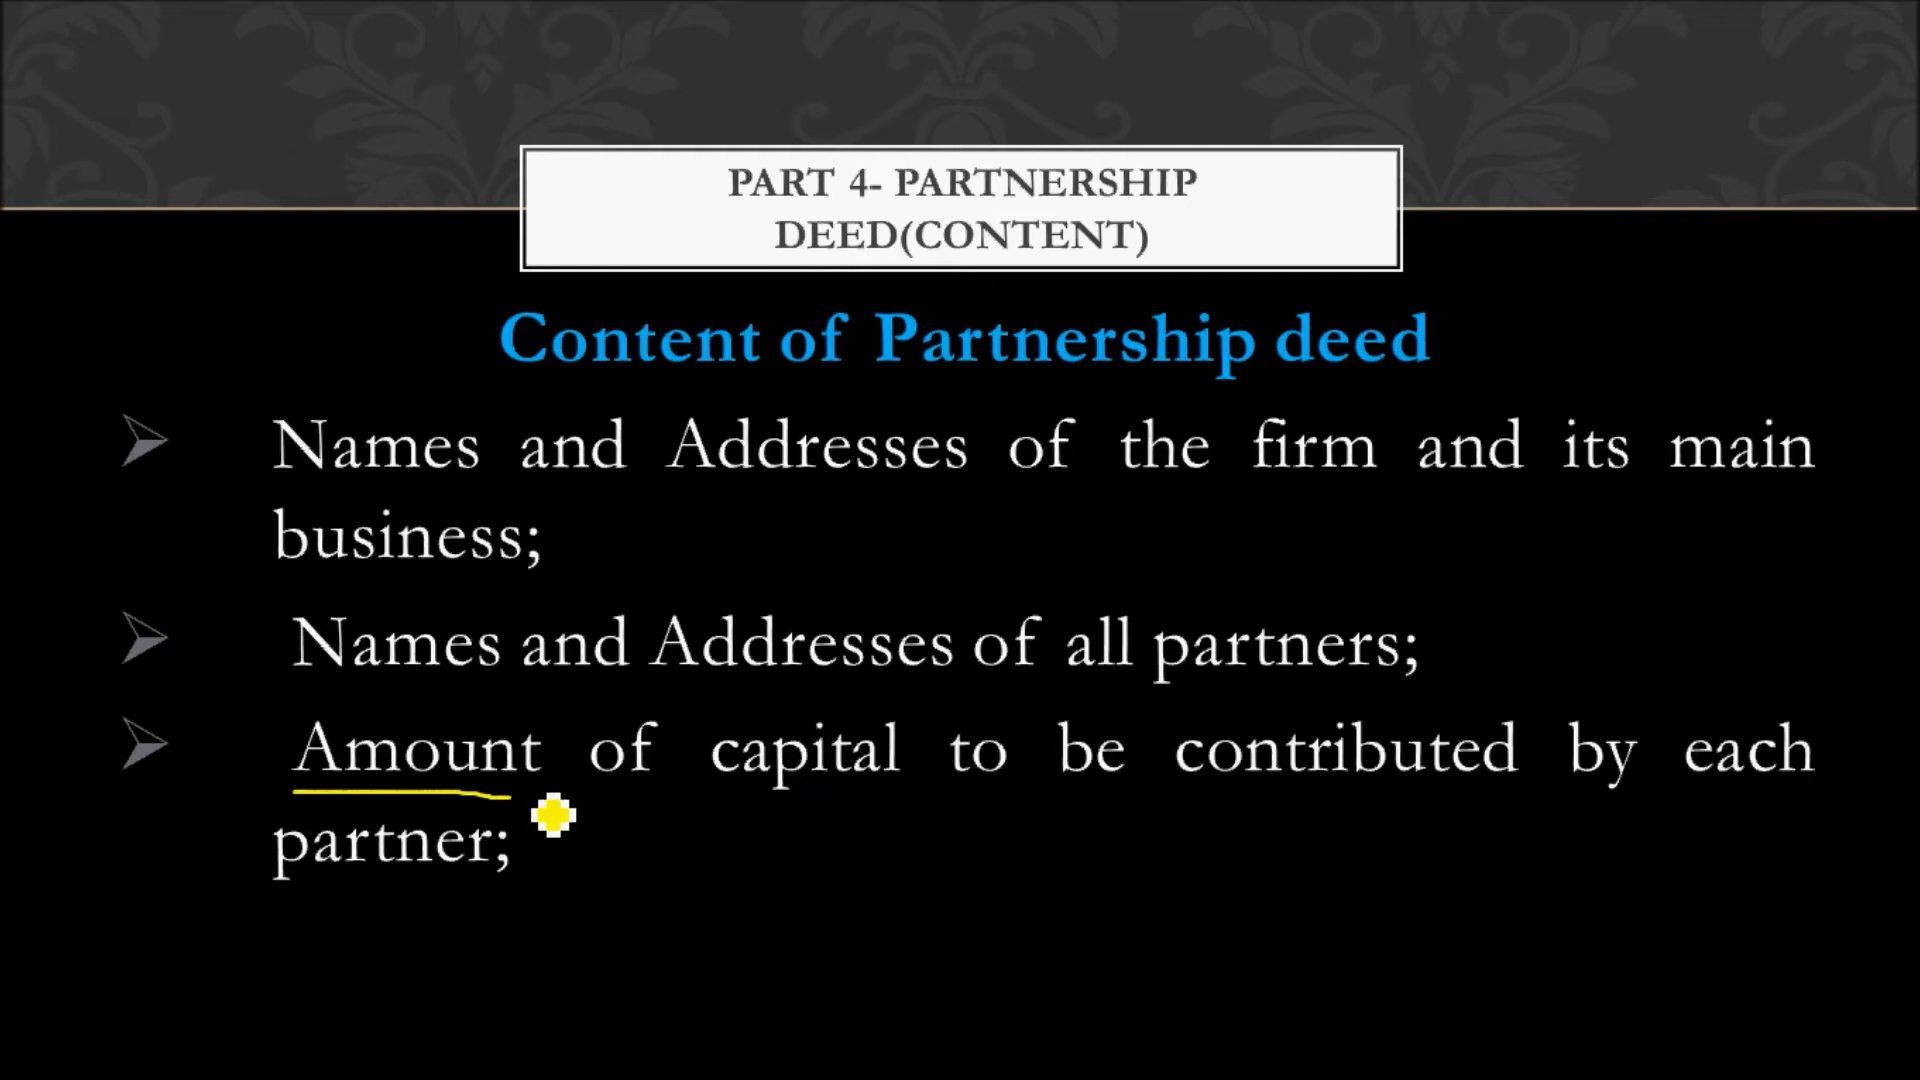 PART 4- PARTNERSHIP
DEED(CONTENT)
Content of Partnership deed
Names and Addresses of the firm and its main
business;
Names and Addresses of all partners;
Amount of capital to be contributed by each
partner;